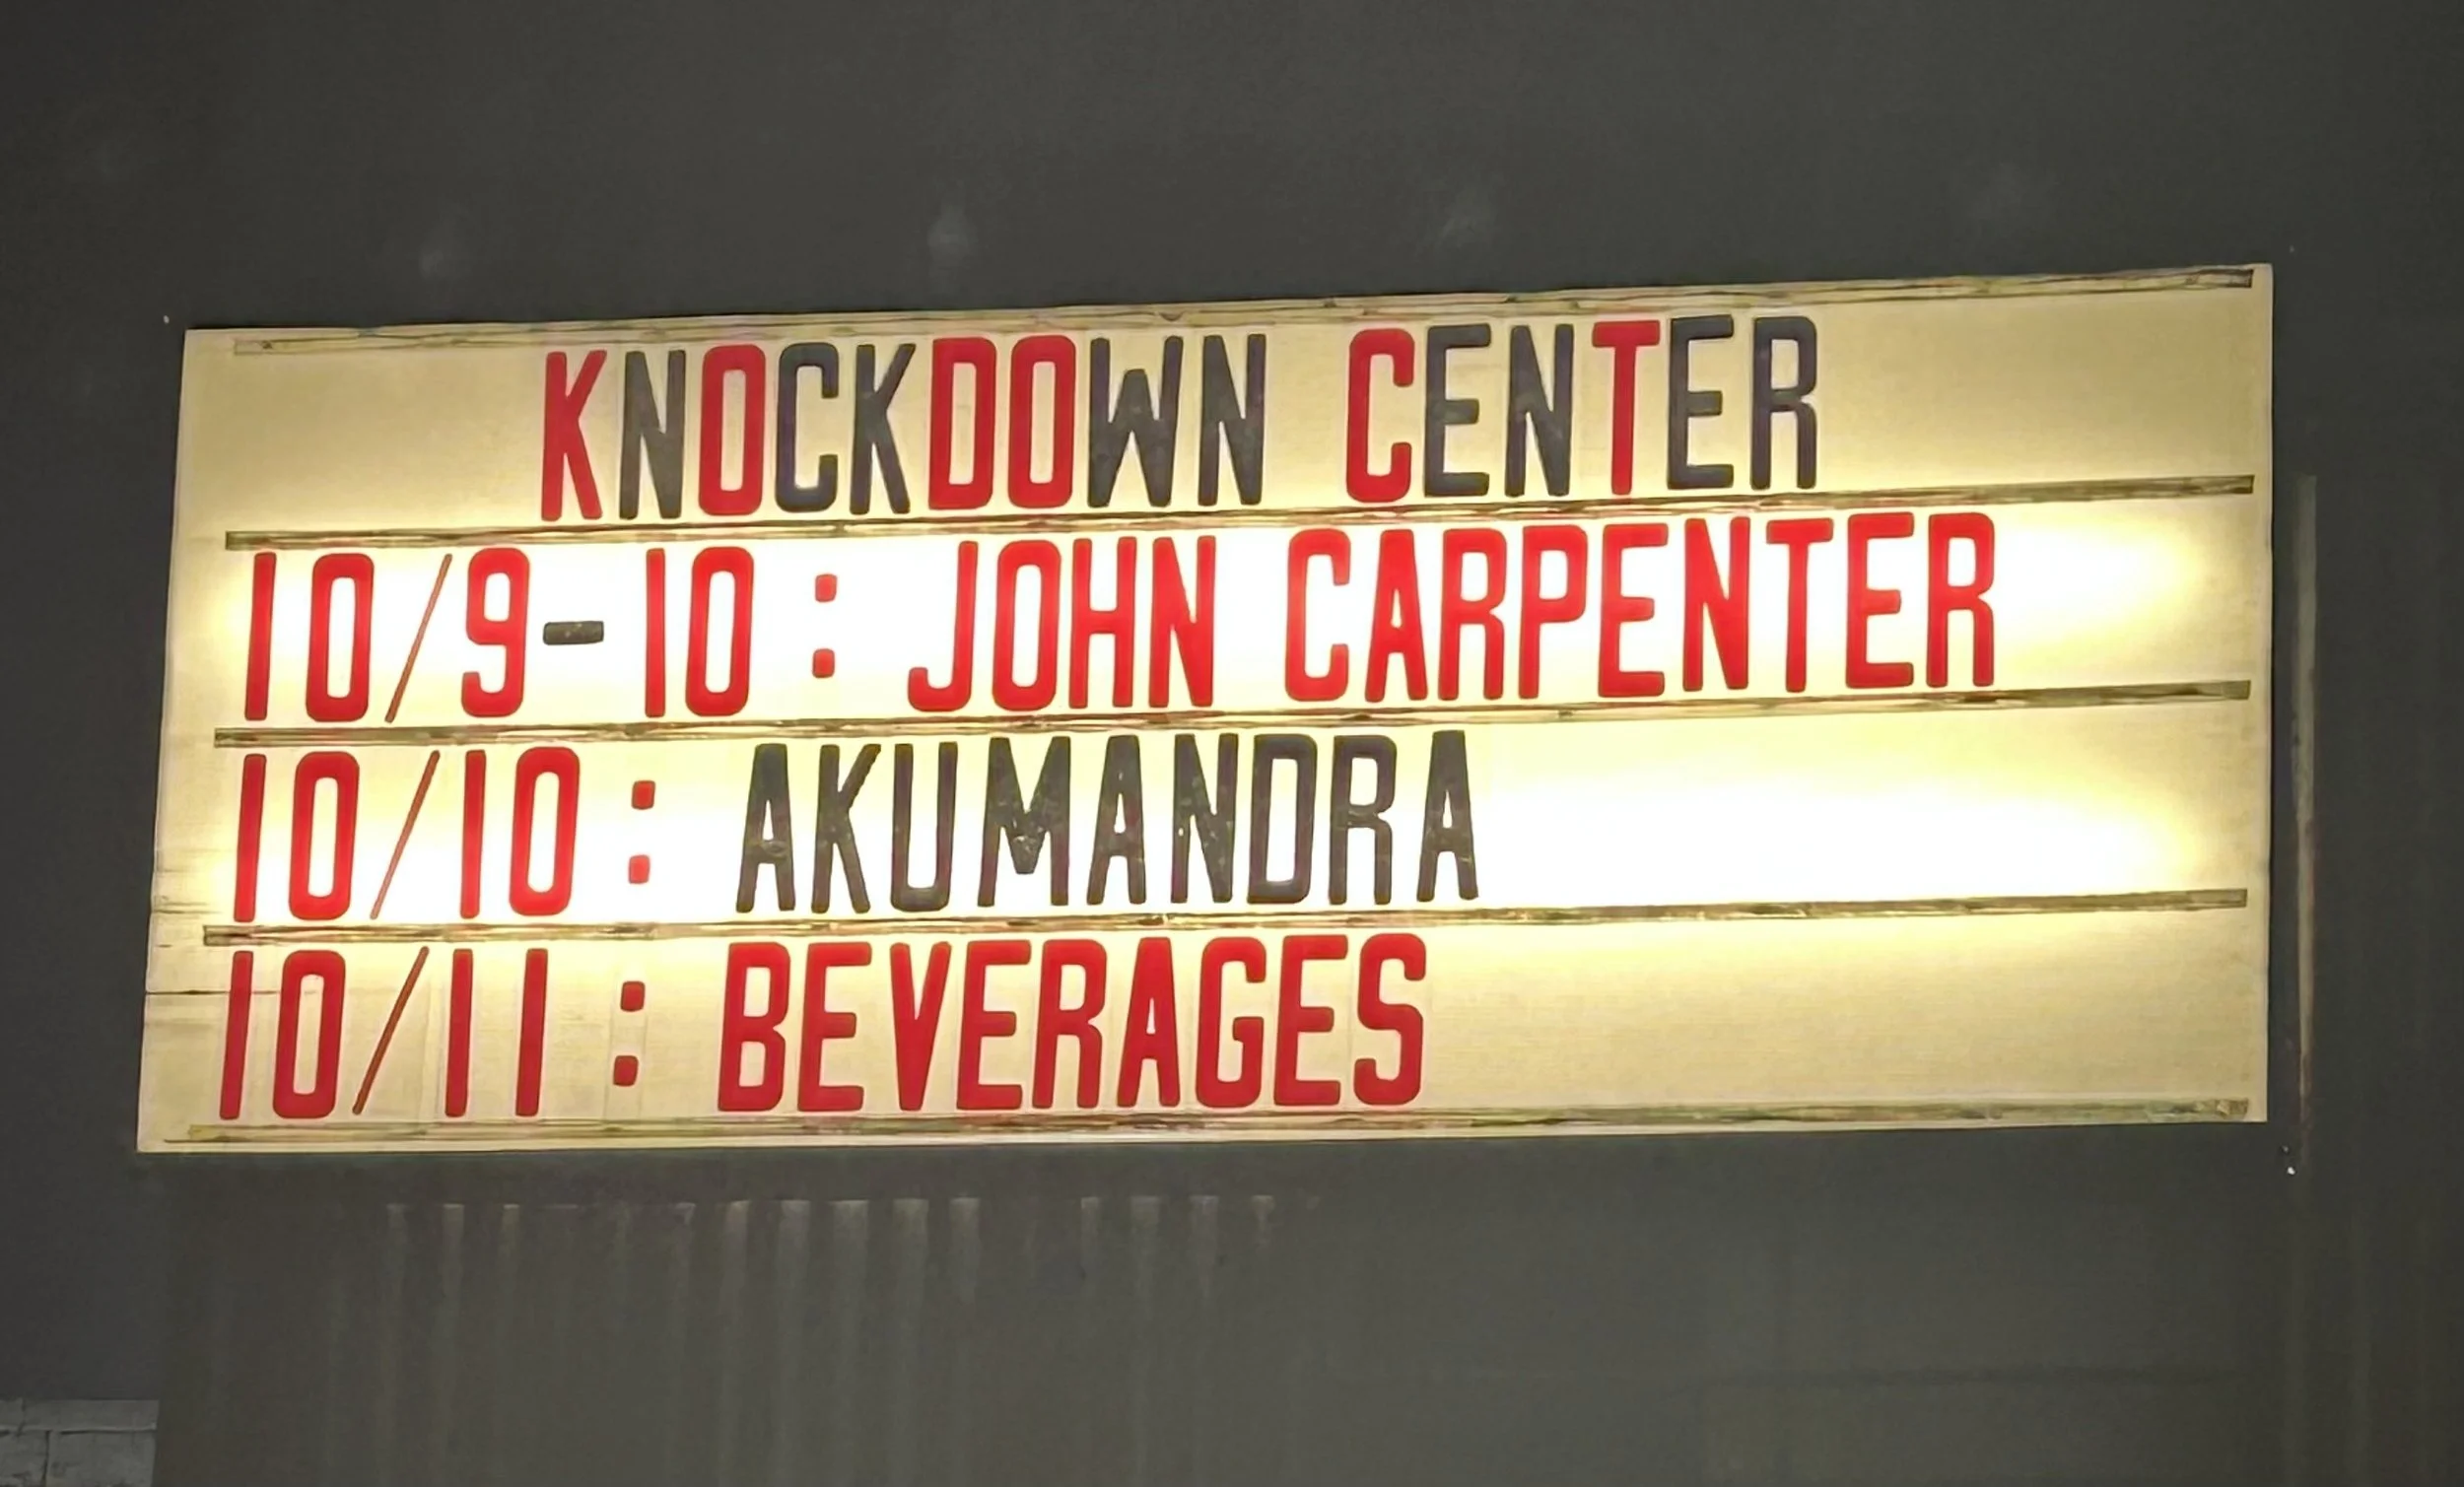 KNOCKDOWN CENTER
10/9-10: JOHN CARPENTER
10/10: AKUMANDRA
10/11: BEVERAGES